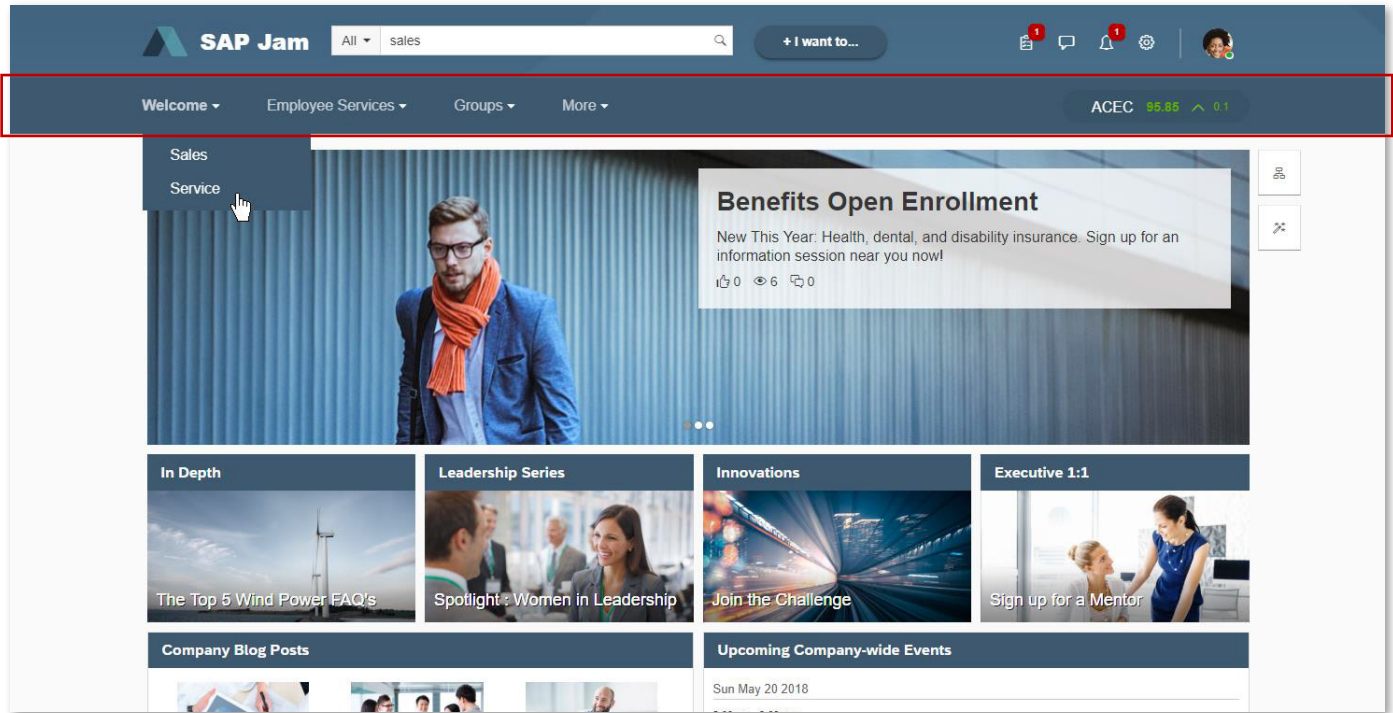 SAP Jam
All
sales
+ I want to...
1
1
Welcome
Employee Services
Groups
More
ACEC 95.85 0.1
Sales
Service
Benefits Open Enrollment
New This Year: Health, dental, and disability insurance. Sign up for an
information session near you now!
0 6 0
In Depth
The Top 5 Wind Power FAQ's
Leadership Series
Spotlight : Women in Leadership
Innovations
Join the Challenge
Executive 1:1
Sign up for a Mentor
Company Blog Posts
Upcoming Company-wide Events
Sun May 20 2018